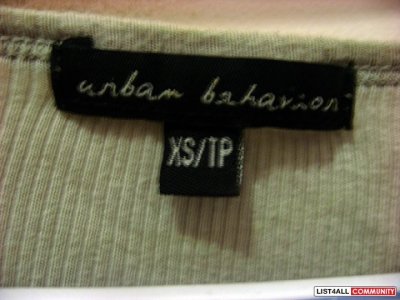 urban behavior
XS/TP
LIST4ALL COMMUNITY